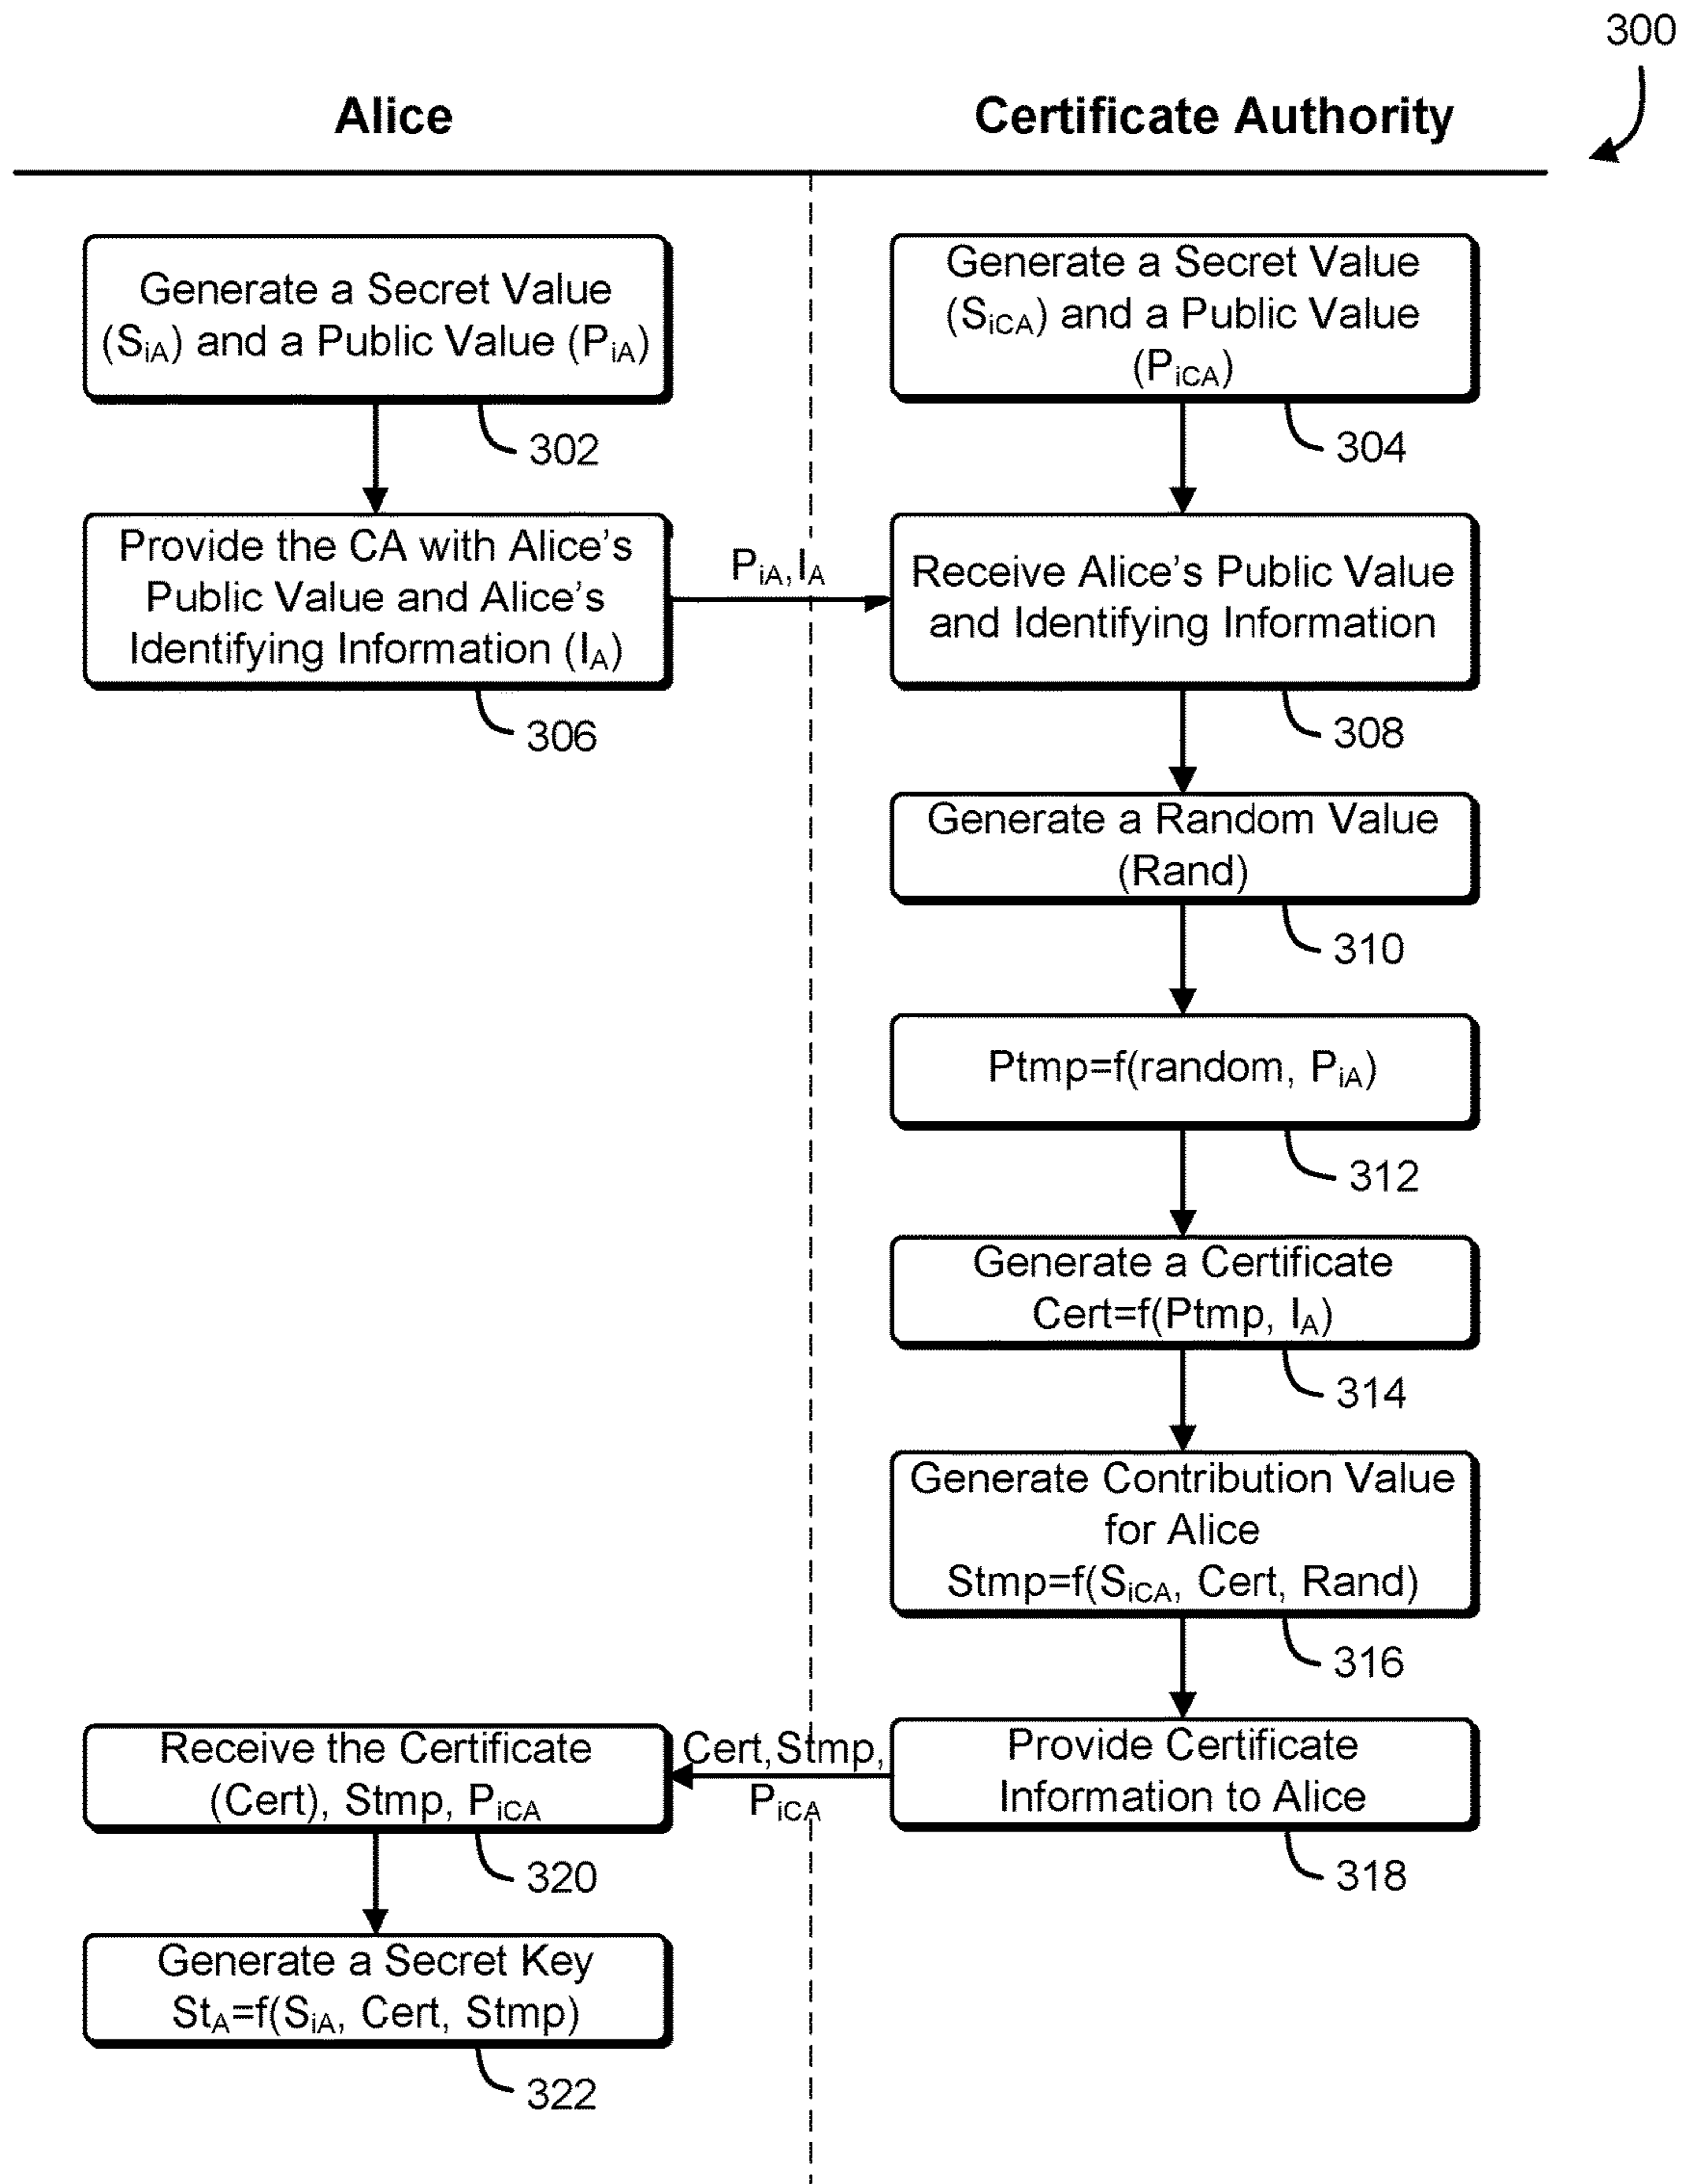 300
Alice
Certificate Authority
Generate a Secret Value
(SiA) and a Public Value (PiA)
302
Generate a Secret Value
(SiCA) and a Public Value
(PiCA)
304
Provide the CA with Alice's
Public Value and Alice's
Identifying Information (IA)
306
PiA, IA
Receive Alice's Public Value
and Identifying Information
308
Generate a Random Value
(Rand)
310
Ptmp=f(random, PiA)
312
Generate a Certificate
Cert=f(Ptmp, IA)
314
Generate Contribution Value
for Alice
Stmp=f(SiCA, Cert, Rand)
316
Provide Certificate
Information to Alice
318
Cert, Stmp,
PiCA
Receive the Certificate
(Cert), Stmp, PiCA
320
Generate a Secret Key
StA=f(SiA, Cert, Stmp)
322